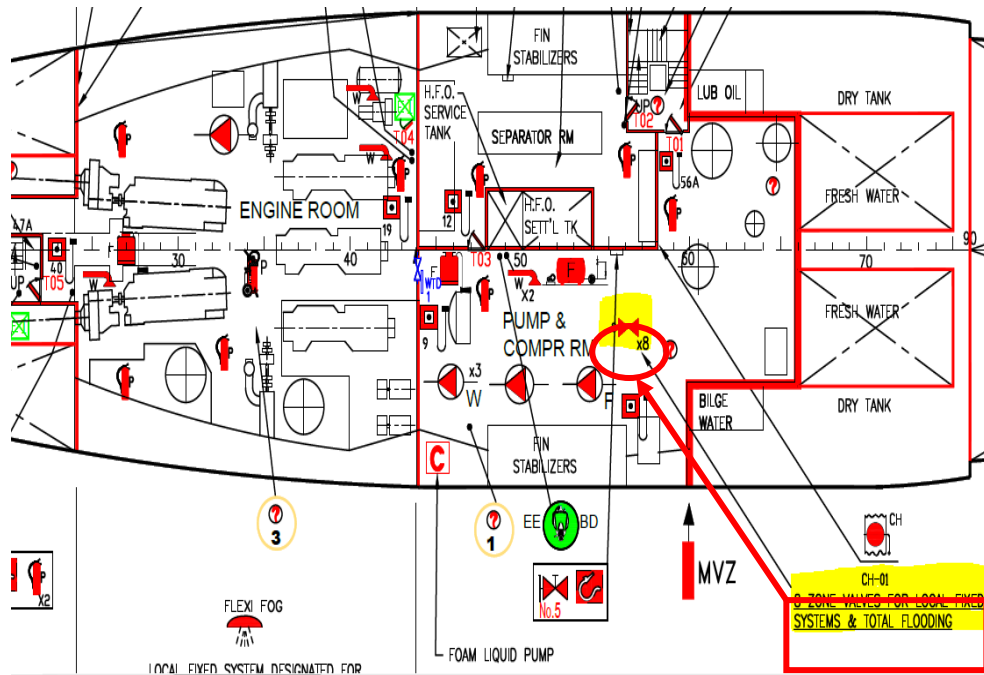 FIN
STABILIZERS
H.F.O.
SERVICE
TANK
SEPARATOR RM
LUB OIL
DRY TANK
UP
T02
T01
T04
W
W
56A
FRESH WATER
ENGINE ROOM
19
12
H.F.O.
SETT'L TK
47A
40
T05
UP
30
40
T03
50
60
70
90
W
P
F
WTD
1
W
X2
F
9
PUMP &
COMPR RM
x8
FRESH WATER
x3
W
F
BILGE
WATER
DRY TANK
C
FIN
STABILIZERS
?
3
?
1
EE
BD
CH
MVZ
CH-01
8 ZONE VALVES FOR LOCAL FIXED
SYSTEMS & TOTAL FLOODING
X2
No.5
FLEXI FOG
FOAM LIQUID PUMP
LOCAL FIXED SYSTEM DESIGNATED FOR